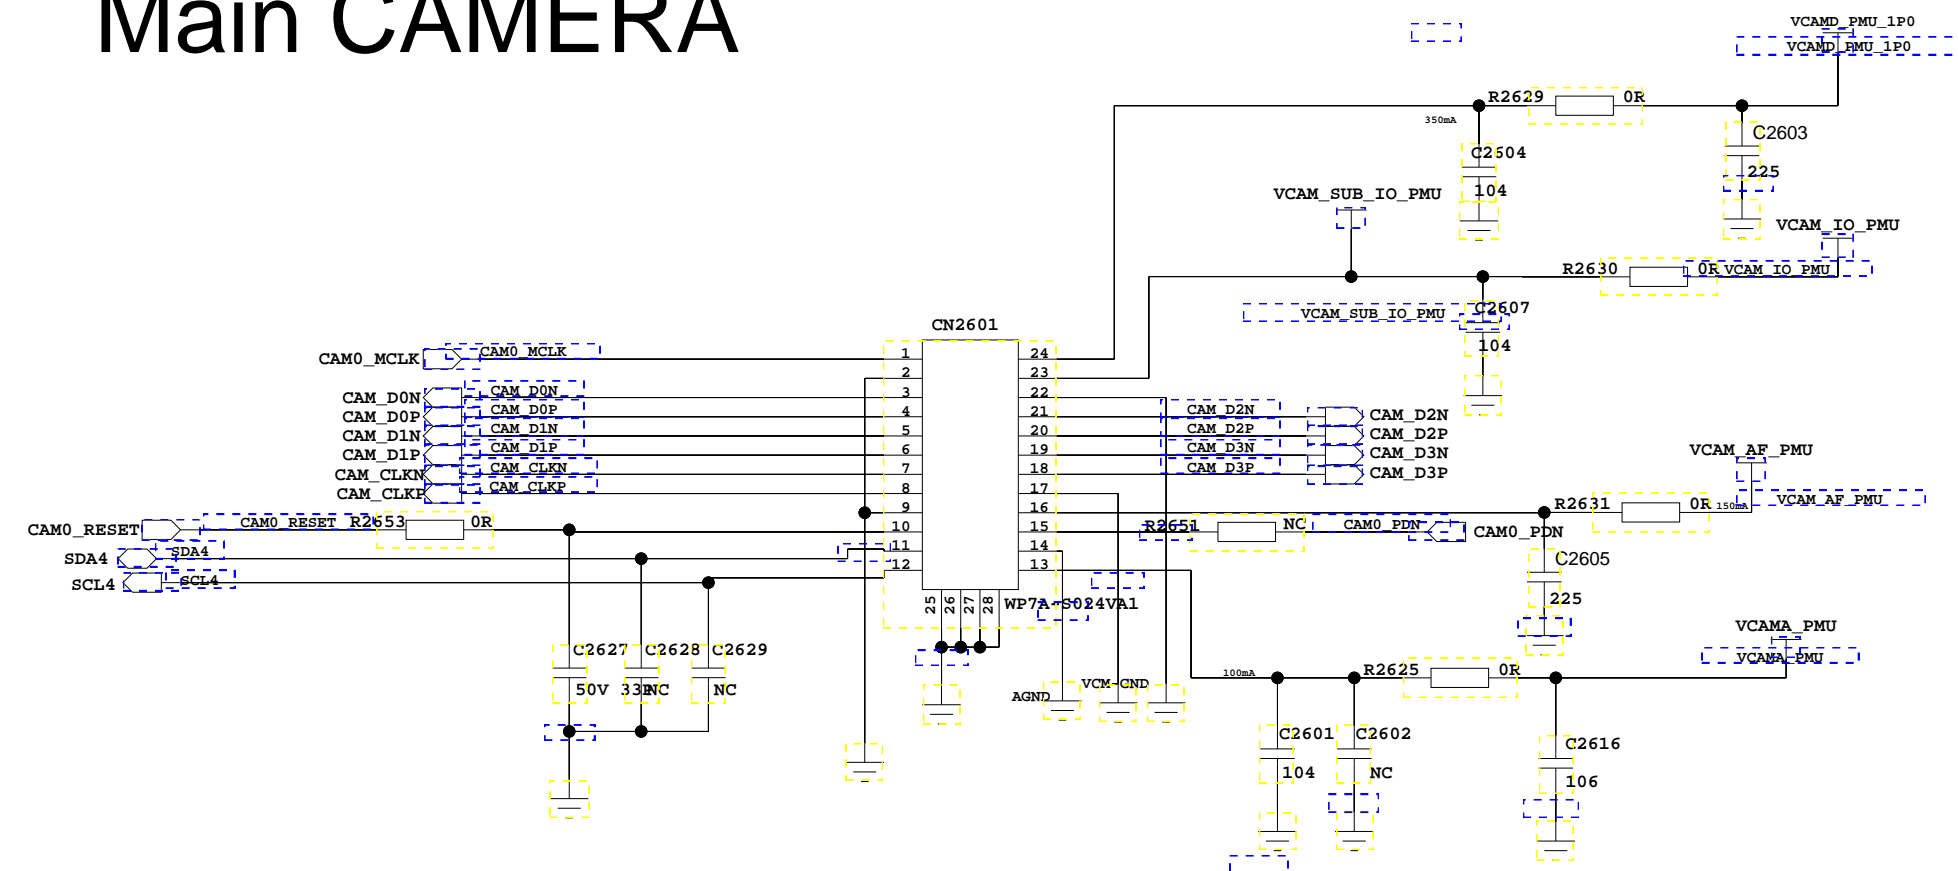 Main CAMERA
VCAMD_PMU_1P0
VCAMD_PMU_1P0
R2629 0R
350mA
C2604
104
C2603
225
VCAM_SUB_IO_PMU
VCAM_IO_PMU
R2630 0R VCAM_IO_PMU
VCAM_SUB_IO_PMU
C2607
104
CN2601
CAM0_MCLK CAM0_MCLK 1 24
2 23
CAM_D0N CAM_D0N 3 22
CAM_D0P CAM_D0P 4 21 CAM_D2N CAM_D2N
CAM_D1N CAM_D1N 5 20 CAM_D2P CAM_D2P
CAM_D1P CAM_D1P 6 19 CAM_D3N CAM_D3N
CAM_CLKN CAM_CLKN 7 18 CAM_D3P CAM_D3P
CAM_CLKP CAM_CLKP 8 17
VCAM_AF_PMU
VCAM_AF_PMU
9 16 R2631 0R 150mA
CAM0_RESET CAM0_RESET R2653 0R 10 15 R2651 NC CAM0_PDN CAM0_PDN
SDA4 SDA4 11 14
SCL4 SCL4 12 13
C2605
225
25 26 27 28 WP7A-S024VA1
VCAMA_PMU
VCAMA_PMU
C2627 C2628 C2629
50V 33P NC NC
AGND VCM-GND
100mA R2625 0R
C2601 C2602 C2616
104 NC 106